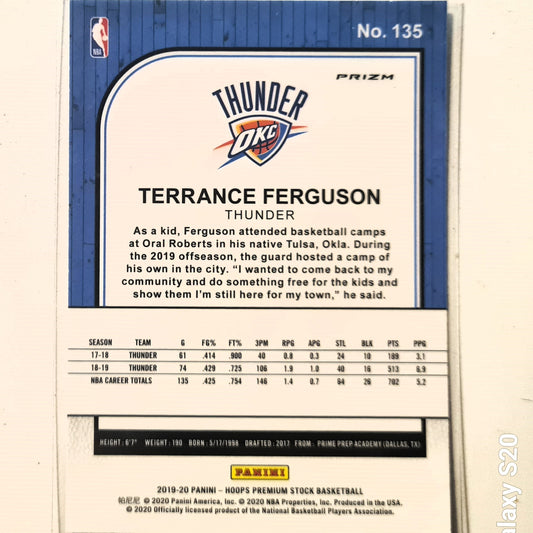 NBA
No. 135
PRIZM
THUNDER
OKC
TERRANCE FERGUSON
THUNDER
As a kid, Ferguson attended basketball camps
at Oral Roberts in his native Tulsa, Okla. During
the 2019 offseason, the guard hosted a camp of
his own in the city. “I wanted to come back to my
community and do something free for the kids and
show them I’m still here for my town,” he said.
SEASON TEAM G FG% FT% 3PM RPG APG STL BLK PTS PPG
17-18 THUNDER 61 .414 .900 40 0.8 0.3 24 10 189 3.1
18-19 THUNDER 74 .429 .725 106 1.9 1.0 40 16 513 6.9
NBA CAREER TOTALS 135 .425 .754 146 1.4 0.7 64 26 702 5.2
HEIGHT: 6'7" WEIGHT: 190 BORN: 5/17/1998 DRAFTED: 2017 FROM: PRIME PREP ACADEMY (DALLAS, TX)
PANINI
2019-20 PANINI – HOOPS PREMIUM STOCK BASKETBALL
帕尼尼 © 2020 Panini America, Inc. © 2020 NBA Properties, Inc. Produced in the USA.
© 2020 Officially licensed product of the National Basketball Players Association.
alaxy S20